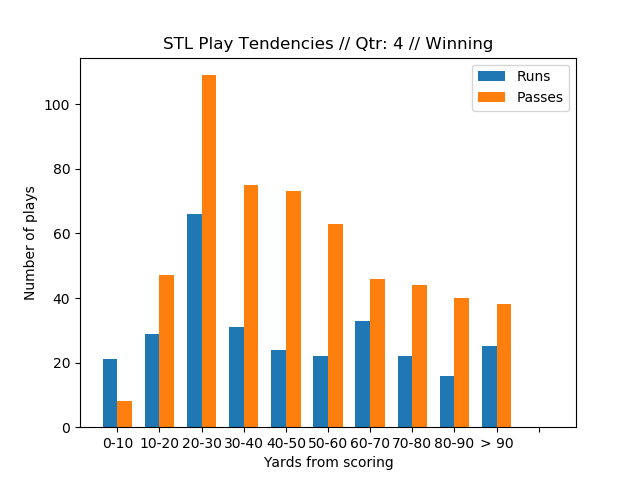 STL Play Tendencies // Qtr: 4 // Winning
Runs
Passes
Number of plays
100
80
60
40
20
0
0-10 10-20 20-30 30-40 40-50 50-60 60-70 70-80 80-90 > 90
Yards from scoring